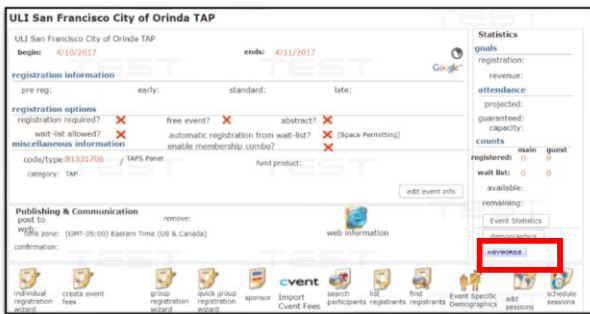 ULI San Francisco City of Orinda TAP
ULI San Francisco City of Orinda TAP
begin: 4/10/2017 ends: 4/11/2017
Google
registration information
pre reg: early: standard: late:
registration options
registration required? free event? abstract?
wait-list allowed? automatic registration from wait-list? (Space Permitting)
miscellaneous information enable membership combo?
code/type: 81331706 / TAPS Panel fund product:
category: TAP
edit event info
Publishing & Communication
post to web: remove:
time zone: (GMT-05:00) Eastern Time (US & Canada) web information
confirmation:
Statistics
goals
registration:
revenue:
attendance
projected:
guaranteed:
capacity:
counts
main guest
registered: 0 0
wait list: 0 0
available:
remaining:
Event Statistics
demographics
KEYWORDS
individual registration wizard
create event fees
group registration wizard
quick group registration wizard
sponsor
cvent
Import Cvent Fees
search participants
list registrants
find registrants
Event Specific Demographics
add sessions
schedule sessions
TEST